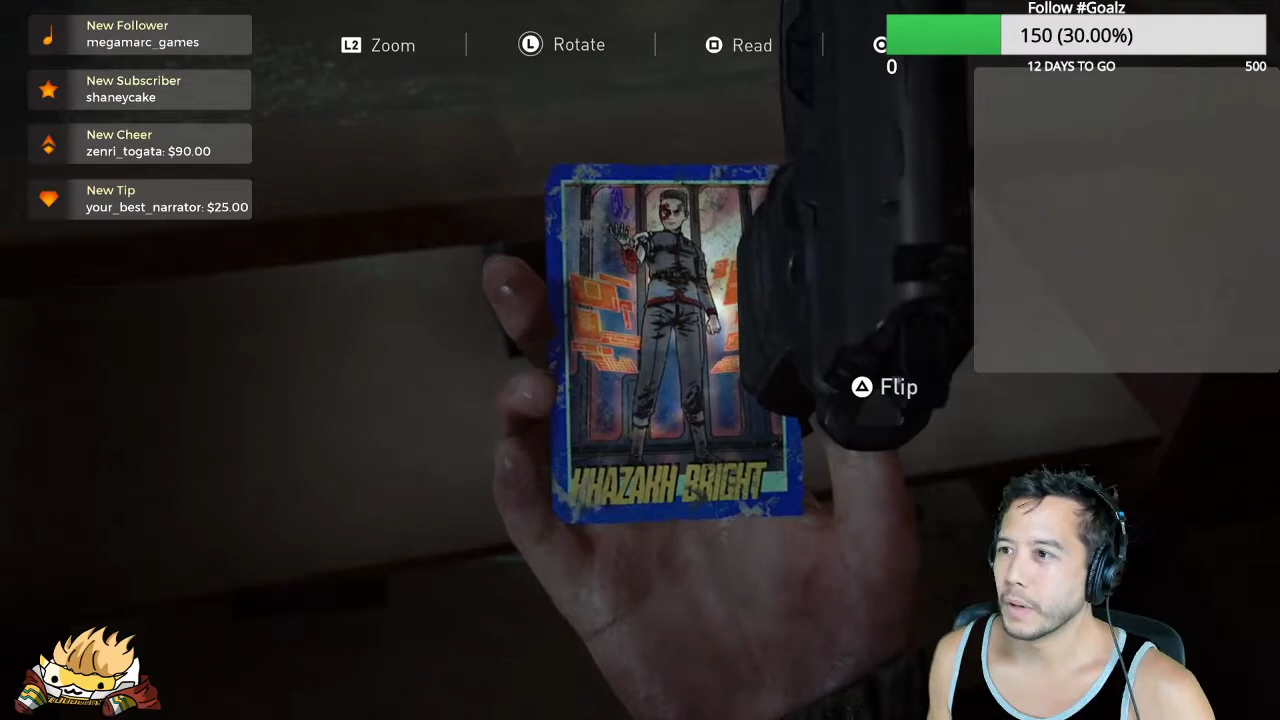 New Follower
megamarc_games
New Subscriber
shaneycake
New Cheer
zenri_togata: $90.00
New Tip
your_best_narrator: $25.00
L2 Zoom
L Rotate
Read
Follow #Goalz
150 (30.00%)
0
12 DAYS TO GO
500
Flip
KHAZAKH BRIGHT